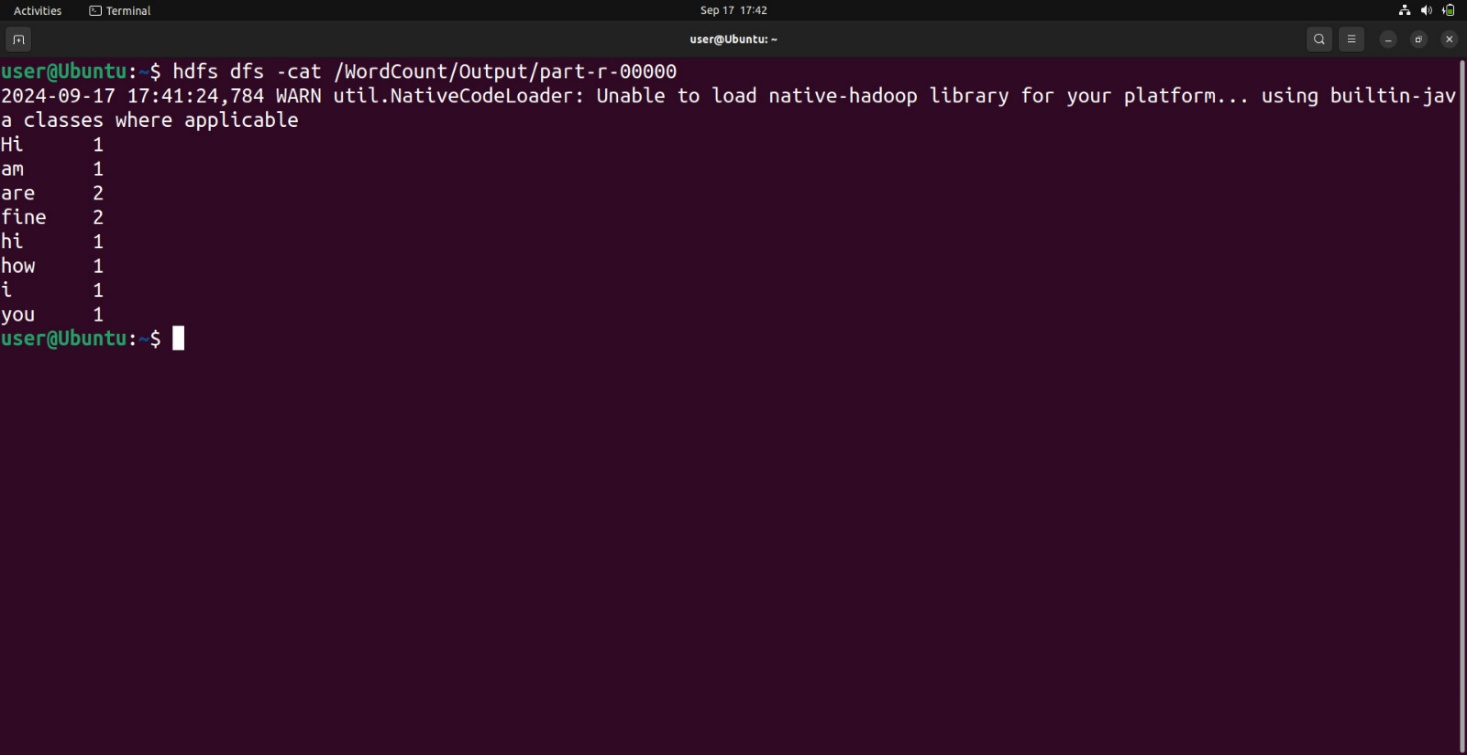 Activities Terminal Sep 17 17:42
user@Ubuntu: ~
user@Ubuntu:~$ hdfs dfs -cat /WordCount/Output/part-r-00000
2024-09-17 17:41:24,784 WARN util.NativeCodeLoader: Unable to load native-hadoop library for your platform... using builtin-jav
a classes where applicable
Hi 1
am 1
are 2
fine 2
hi 1
how 1
i 1
you 1
user@Ubuntu:~$